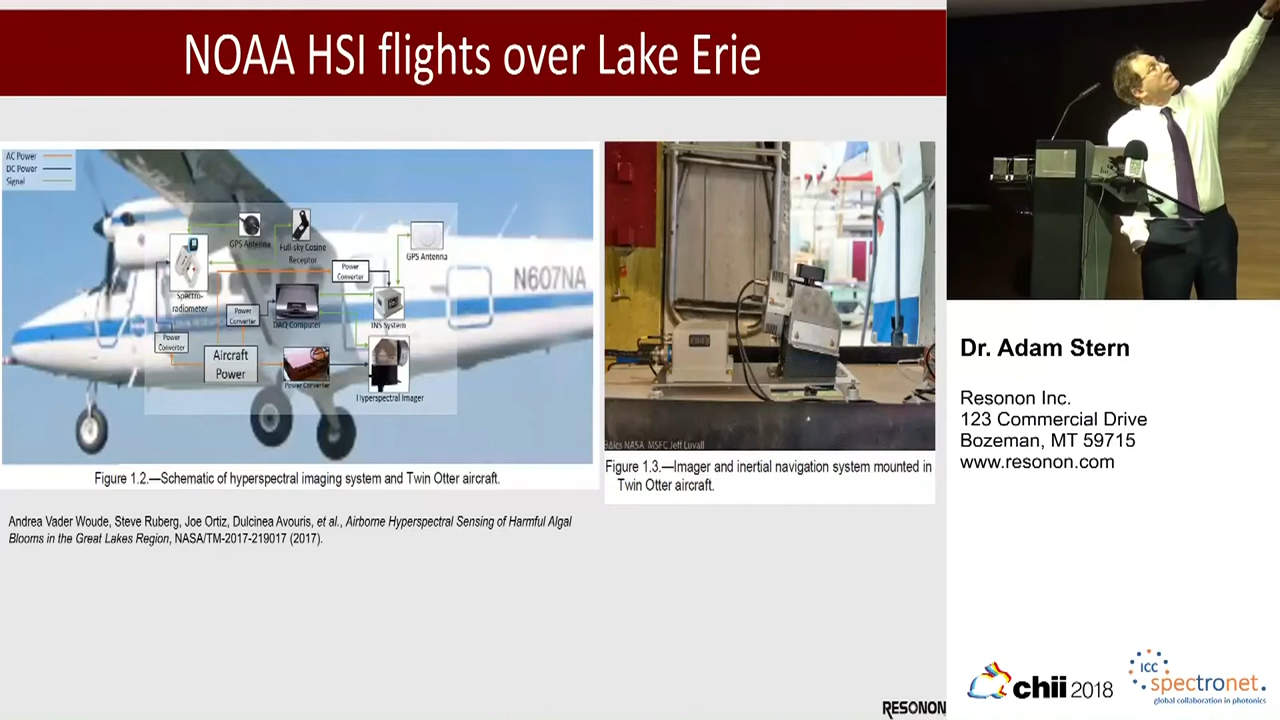 NOAA HSI flights over Lake Erie
AC Power
DC Power
Signal
GPS Antenna
Full-sky Cosine
Receptor
GPS Antenna
Power
Converter
Spectro-
radiometer
Power
Converter
DAQ Computer
INS System
Power
Converter
Aircraft
Power
Power Converter
Hyperspectral Imager
N607NA
NASA MSFC Jeff Luvall
Figure 1.2.—Schematic of hyperspectral imaging system and Twin Otter aircraft.
Figure 1.3.—Imager and inertial navigation system mounted in
Twin Otter aircraft.
Andrea Vader Woude, Steve Ruberg, Joe Ortiz, Dulcinea Avouris, et al., Airborne Hyperspectral Sensing of Harmful Algal
Blooms in the Great Lakes Region, NASA/TM-2017-219017 (2017).
RESONON
Dr. Adam Stern
Resonon Inc.
123 Commercial Drive
Bozeman, MT 59715
www.resonon.com
chii 2018
ICC
spectronet
global collaboration in photonics